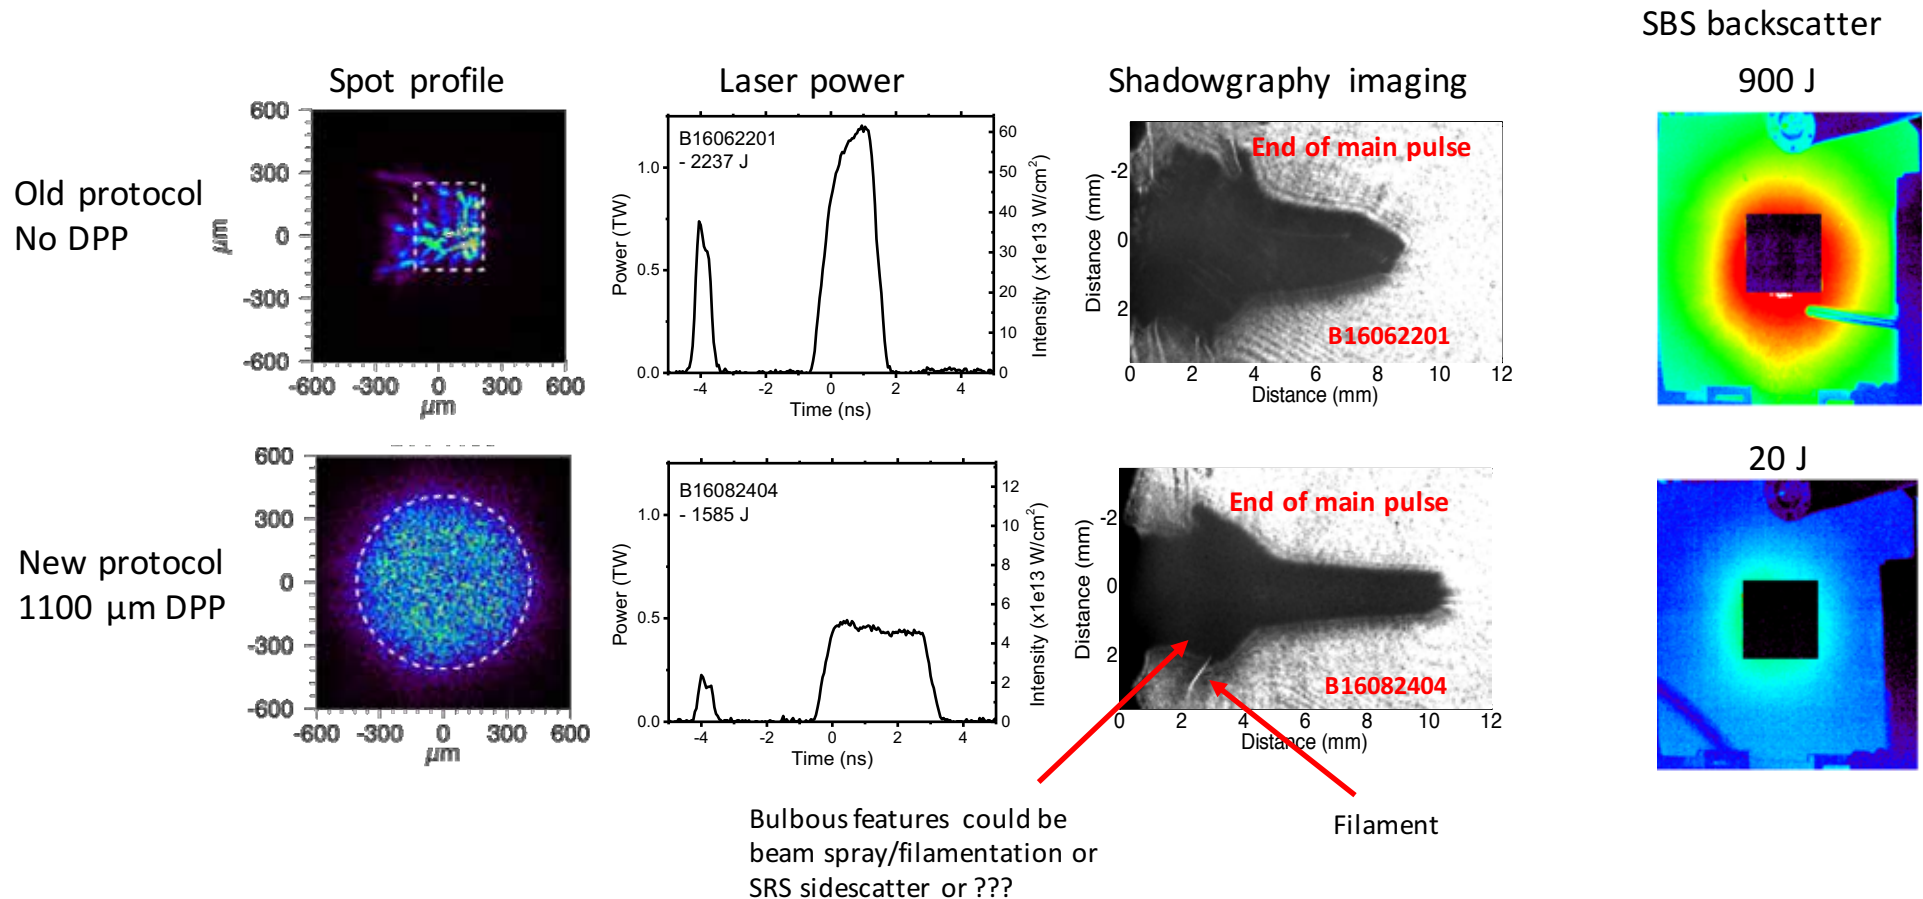 SBS backscatter
Spot profile
Laser power
Shadowgraphy imaging
900 J
Old protocol
No DPP
600
300
0
-300
-600
µm
-600 -300 0 300 600
µm
B16062201
- 2237 J
1.0
0.5
0.0
Power (TW)
60
50
40
30
20
10
0
Intensity (x1e13 W/cm2)
-4 -2 0 2 4
Time (ns)
End of main pulse
B16062201
-2
0
2
Distance (mm)
0 2 4 6 8 10 12
Distance (mm)
20 J
New protocol
1100 µm DPP
600
300
0
-300
-600
-600 -300 0 300 600
µm
B16082404
- 1585 J
1.0
0.5
0.0
Power (TW)
12
10
8
6
4
2
0
Intensity (x1e13 W/cm2)
-4 -2 0 2 4
Time (ns)
End of main pulse
B16082404
-2
0
2
Distance (mm)
0 2 4 6 8 10 12
Distance (mm)
Bulbous features could be
beam spray/filamentation or
SRS sidescatter or ???
Filament